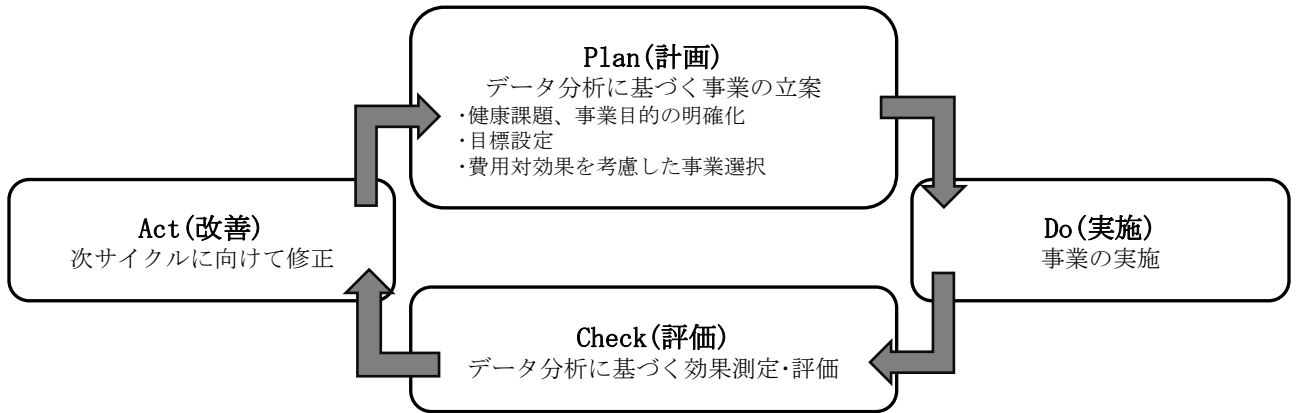 Plan(計画)
データ分析に基づく事業の立案
･健康課題、事業目的の明確化
･目標設定
･費用対効果を考慮した事業選択
Act(改善)
次サイクルに向けて修正
Do(実施)
事業の実施
Check(評価)
データ分析に基づく効果測定･評価